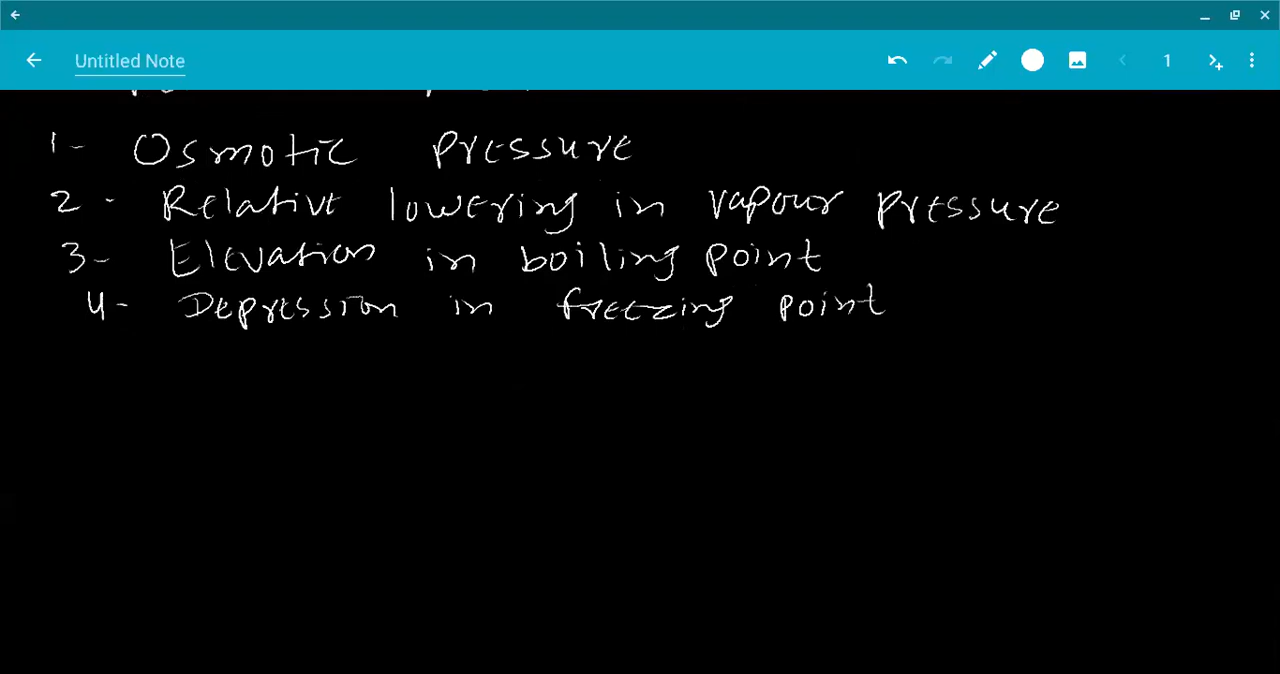 Untitled Note
1
1- Osmotic pressure
2- Relative lowering in vapour pressure
3- Elevation in boiling point
4- Depression in freezing point